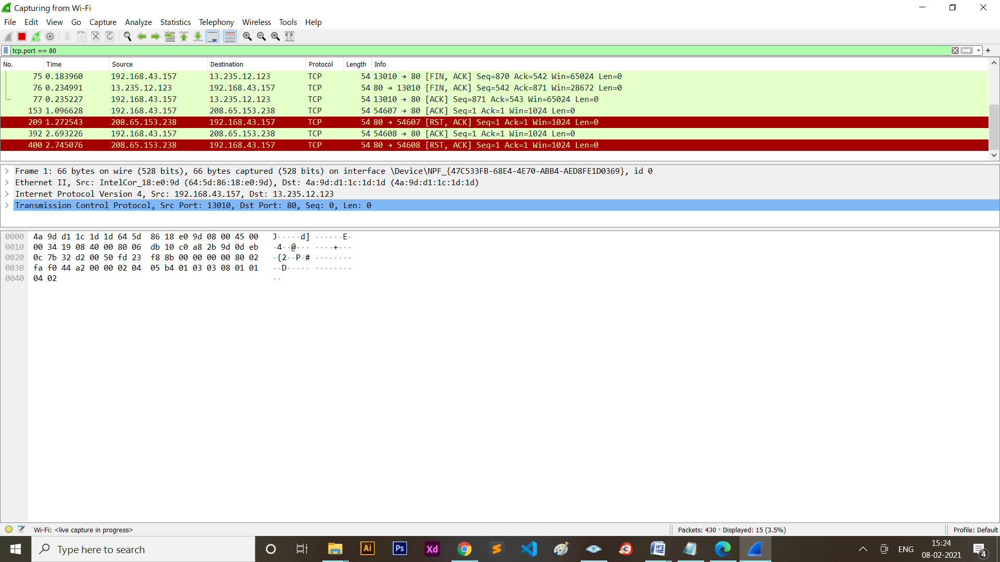 Capturing from Wi-Fi
File Edit View Go Capture Analyze Statistics Telephony Wireless Tools Help
tcp.port == 80
No. Time Source Destination Protocol Length Info
75 0.183960 192.168.43.157 13.235.12.123 TCP 54 13010 → 80 [FIN, ACK] Seq=870 Ack=542 Win=65024 Len=0
76 0.234991 13.235.12.123 192.168.43.157 TCP 54 80 → 13010 [FIN, ACK] Seq=542 Ack=871 Win=28672 Len=0
77 0.235227 192.168.43.157 13.235.12.123 TCP 54 13010 → 80 [ACK] Seq=871 Ack=543 Win=65024 Len=0
153 1.096628 192.168.43.157 208.65.153.238 TCP 54 54607 → 80 [ACK] Seq=1 Ack=1 Win=1024 Len=0
209 1.272543 208.65.153.238 192.168.43.157 TCP 54 80 → 54607 [RST, ACK] Seq=1 Ack=1 Win=1024 Len=0
392 2.693226 192.168.43.157 208.65.153.238 TCP 54 54608 → 80 [ACK] Seq=1 Ack=1 Win=1024 Len=0
400 2.745076 208.65.153.238 192.168.43.157 TCP 54 80 → 54608 [RST, ACK] Seq=1 Ack=1 Win=1024 Len=0
Frame 1: 66 bytes on wire (528 bits), 66 bytes captured (528 bits) on interface \Device\NPF_{47C533FB-68E4-4E70-ABB4-AED8FE1D0369}, id 0
Ethernet II, Src: IntelCor_18:e0:9d (64:5d:86:18:e0:9d), Dst: 4a:9d:d1:1c:1d:1d (4a:9d:d1:1c:1d:1d)
Internet Protocol Version 4, Src: 192.168.43.157, Dst: 13.235.12.123
Transmission Control Protocol, Src Port: 13010, Dst Port: 80, Seq: 0, Len: 0
0000 4a 9d d1 1c 1d 1d 64 5d 86 18 e0 9d 08 00 45 00 J·····d] ······E·
0010 00 34 19 08 40 00 80 06 db 10 c0 a8 2b 9d 0d eb ·4··@··· ····+···
0020 0c 7b 32 d2 00 50 fd 23 f8 8b 00 00 00 00 80 02 ·{2··P·# ········
0030 fa f0 44 a2 00 00 02 04 05 b4 01 03 03 08 01 01 ··D····· ········
0040 04 02 ··
Wi-Fi: <live capture in progress> Packets: 430 · Displayed: 15 (3.5%) Profile: Default
Type here to search Ai Ps Xd ENG 15:24
08-02-2021 4